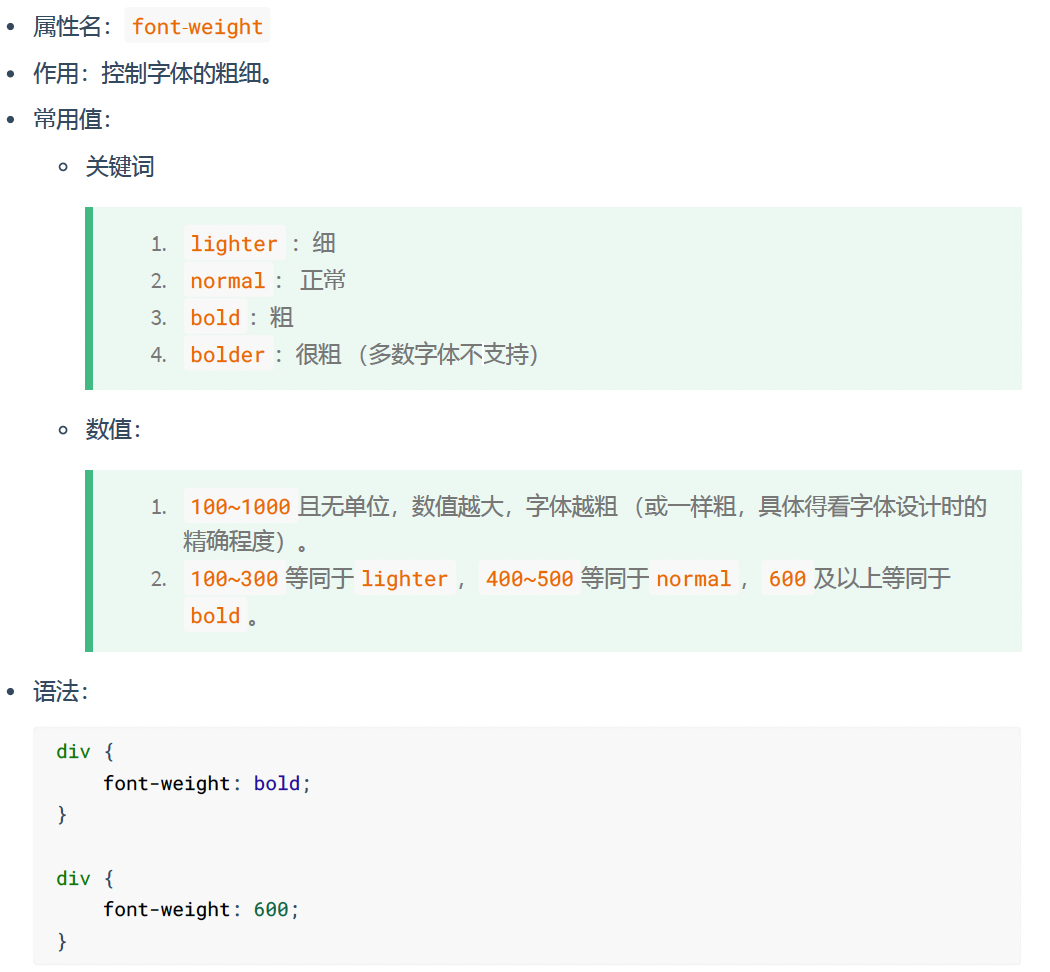 属性名：font-weight
作用：控制字体的粗细。
常用值：
关键词
1. lighter ：细
2. normal ： 正常
3. bold ：粗
4. bolder ：很粗 （多数字体不支持）
数值：
1. 100~1000 且无单位，数值越大，字体越粗 （或一样粗，具体得看字体设计时的
精确程度）。
2. 100~300 等同于 lighter ， 400~500 等同于 normal ， 600 及以上等同于
bold 。
语法：
div {
    font-weight: bold;
}
div {
    font-weight: 600;
}